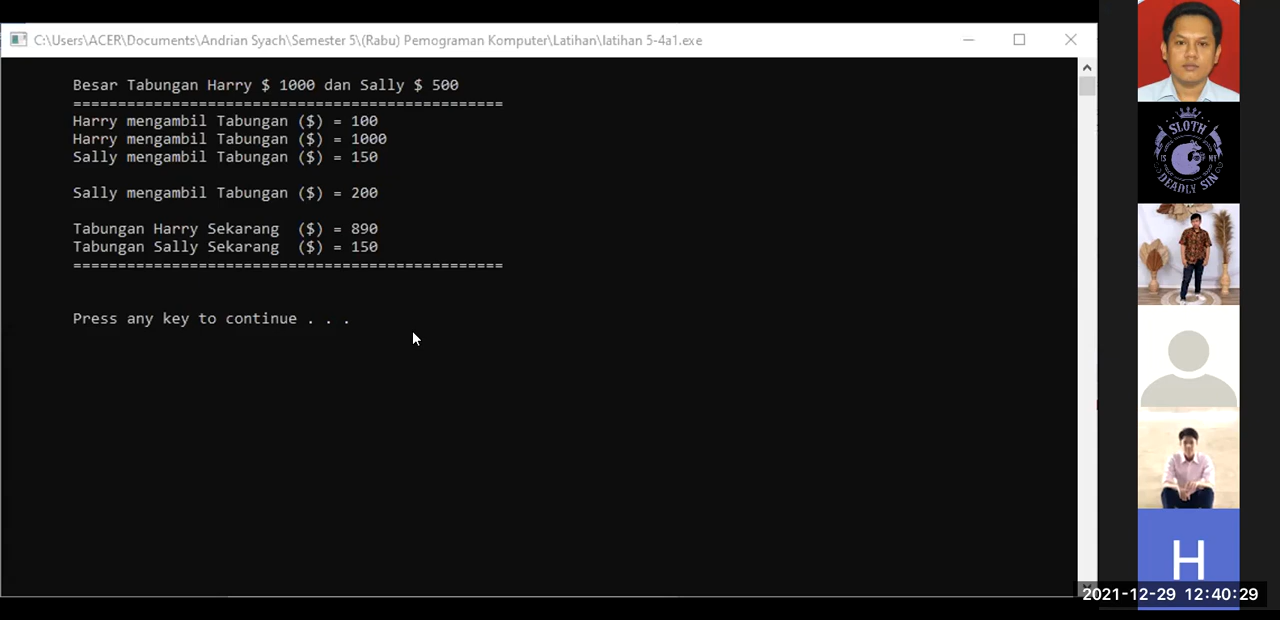 C:\Users\ACER\Documents\Andrian Syach\Semester 5\(Rabu) Pemograman Komputer\Latihan\latihan 5-4a1.exe
Besar Tabungan Harry $ 1000 dan Sally $ 500
================================================
Harry mengambil Tabungan ($) = 100
Harry mengambil Tabungan ($) = 1000
Sally mengambil Tabungan ($) = 150
Sally mengambil Tabungan ($) = 200
Tabungan Harry Sekarang  ($) = 890
Tabungan Sally Sekarang  ($) = 150
================================================
Press any key to continue . . .
SLOTH
IS MY
DEADLY SIN
H
2021-12-29 12:40:29